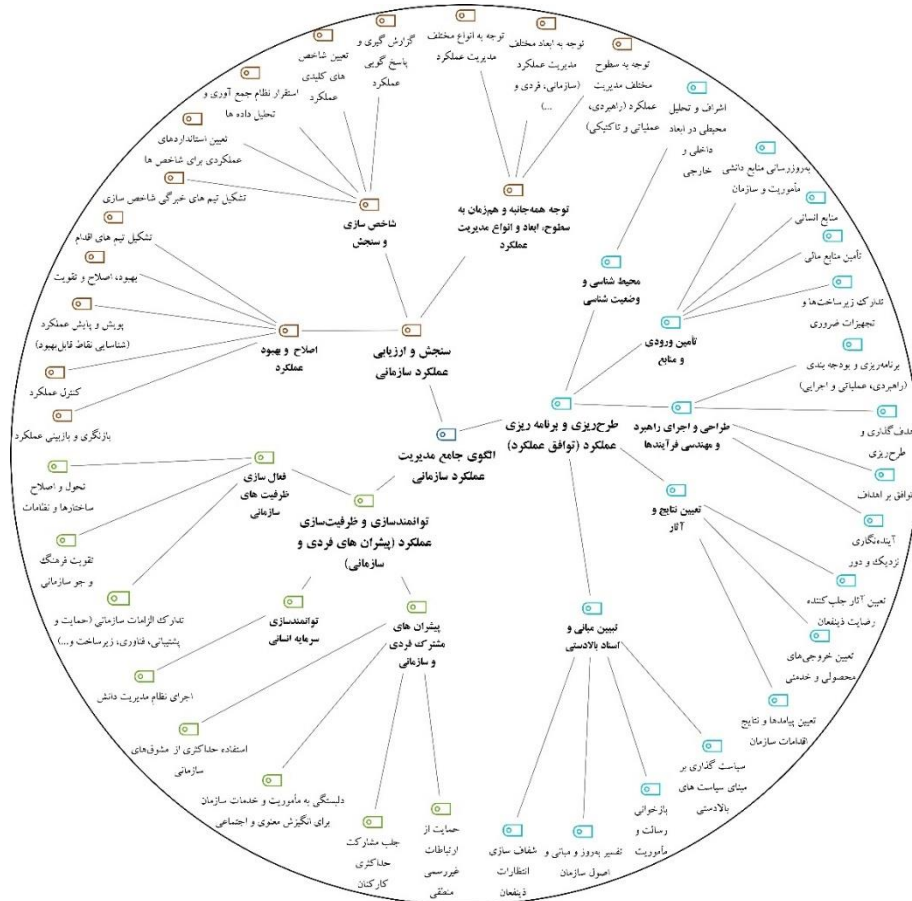 گزارش گیری و
پاسخ گویی
عملکرد
تعیین شاخص
های کلیدی
عملکرد
استقرار نظام جمع آوری و
تحلیل داده ها
تعیین استانداردهای
عملکردی برای شاخص ها
تشکیل تیم های خبرگی شاخص سازی
شاخص سازی
و سنجش
توجه به انواع مختلف
مدیریت عملکرد
توجه به ابعاد مختلف
مدیریت عملکرد
(سازمانی، فردی و
...)
توجه به سطوح
مختلف مدیریت
عملکرد (راهبردی،
عملیاتی و تاکتیکی)
توجه همه‌جانبه و هم‌زمان به
سطوح، ابعاد و انواع مدیریت
عملکرد
اشراف و تحلیل
محیطی در ابعاد
داخلی و
خارجی
محیط شناسی و
وضعیت شناسی
به‌روزرسانی منابع دانشی
مأموریت و سازمان
منابع انسانی
تأمین منابع مالی
تدارک زیرساخت‌ها و
تجهیزات ضروری
تأمین ورودی
و منابع
تشکیل تیم های اقدام
بهبود، اصلاح و تقویت
پویش و پایش عملکرد
(شناسایی نقاط قابل‌بهبود)
کنترل عملکرد
بازنگری و بازبینی عملکرد
اصلاح و بهبود
عملکرد
سنجش و ارزیابی
عملکرد سازمانی
برنامه‌ریزی و بودجه بندی
(راهبردی، عملیاتی و اجرایی)
هدف‌گذاری و
طرح‌ریزی
توافق بر اهداف
آینده‌نگاری
نزدیک و دور
طراحی و اجرای راهبرد
و مهندسی فرآیندها
طرح‌ریزی و برنامه ریزی
عملکرد (توافق عملکرد)
الگوی جامع مدیریت
عملکرد سازمانی
تعیین نتایج و
آثار
تعیین آثار جلب‌کننده
رضایت ذینفعان
تعیین خروجی‌های
محصولی و خدمتی
تعیین پیامدها و نتایج
اقدامات سازمان
فعال سازی
ظرفیت های
سازمانی
تحول و اصلاح
ساختارها و نظامات
تقویت فرهنگ
و جو سازمانی
تدارک الزامات سازمانی (حمایت و
پشتیبانی، فناوری، زیرساخت و...)
توانمندسازی و ظرفیت‌سازی
عملکرد (پیشران های فردی و
سازمانی)
توانمندسازی
سرمایه انسانی
اجرای نظام مدیریت دانش
پیشران های
مشترک فردی
و سازمانی
استفاده حداکثری از مشوق‌های
سازمانی
دلبستگی به مأموریت و خدمات سازمان
برای انگیزش معنوی و اجتماعی
جلب مشارکت
حداکثری
کارکنان
حمایت از
ارتباطات
غیررسمی
منطقی
تبیین مبانی و
اسناد بالادستی
سیاست گذاری بر
مبنای سیاست های
بالادستی
بازخوانی
رسالت و
مأموریت
تفسیر به‌روز و مبانی و
اصول سازمان
شفاف سازی
انتظارات
ذینفعان